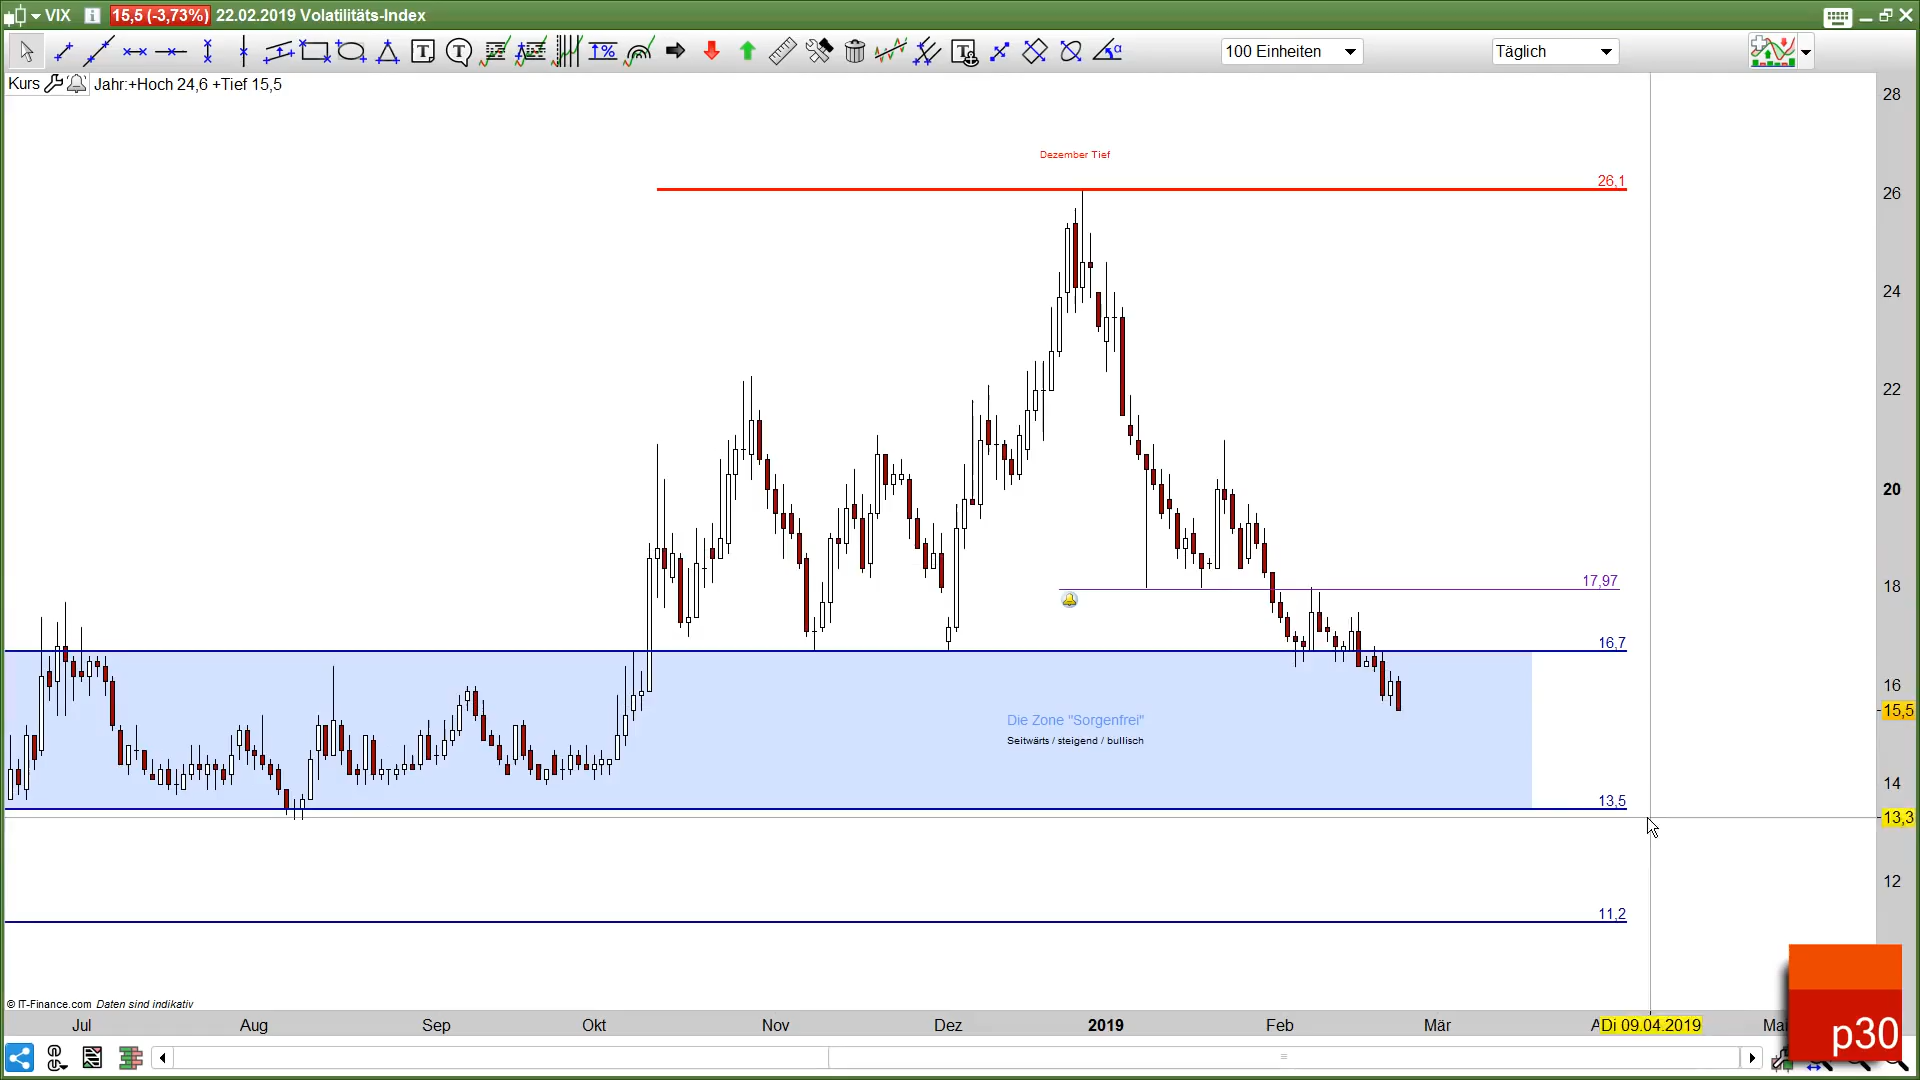 VIX 15,5 (-3,73%) 22.02.2019 Volatilitäts-Index
100 Einheiten
Täglich
Kurs Jahr:+Hoch 24,6 +Tief 15,5
28
Dezember Tief
26,1
26
24
22
20
17,97
18
16,7
16
15,5
Die Zone "Sorgenfrei"
Seitwärts / steigend / bullisch
14
13,5
13,3
12
11,2
© IT-Finance.com Daten sind indikativ
Jul Aug Sep Okt Nov Dez 2019 Feb Mär Di 09.04.2019 Mai
p30